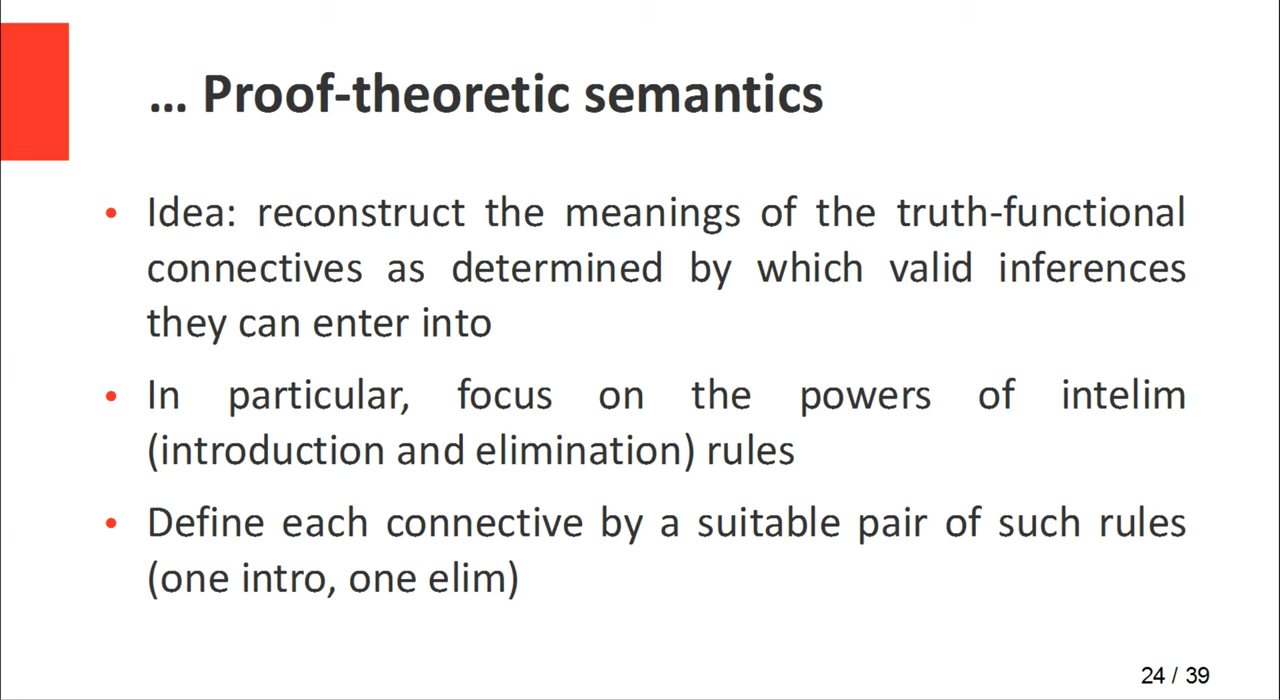 ... Proof-theoretic semantics
• Idea: reconstruct the meanings of the truth-functional
connectives as determined by which valid inferences
they can enter into
• In particular, focus on the powers of intelim
(introduction and elimination) rules
• Define each connective by a suitable pair of such rules
(one intro, one elim)
24 / 39